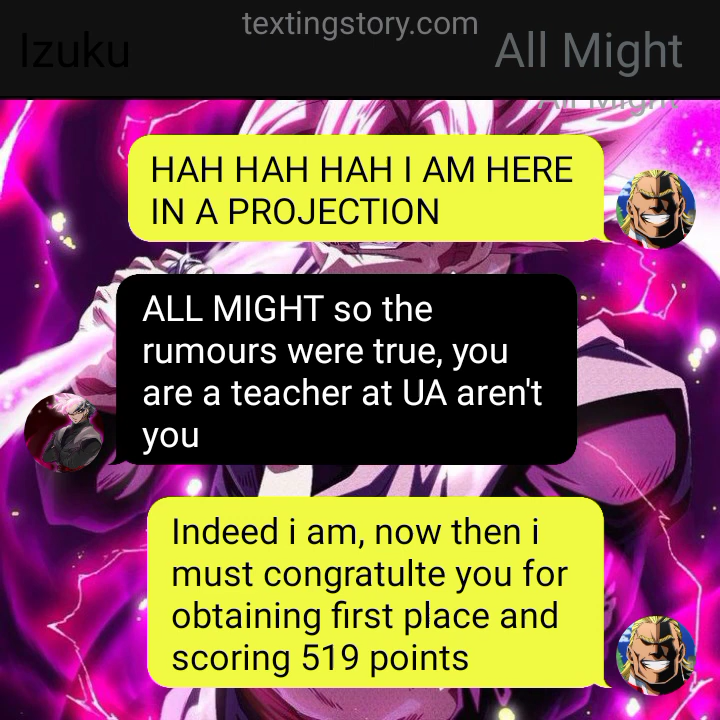 textingstory.com
Izuku
All Might
All Might
HAH HAH HAH I AM HERE
IN A PROJECTION
ALL MIGHT so the
rumours were true, you
are a teacher at UA aren't
you
Indeed i am, now then i
must congratulte you for
obtaining first place and
scoring 519 points